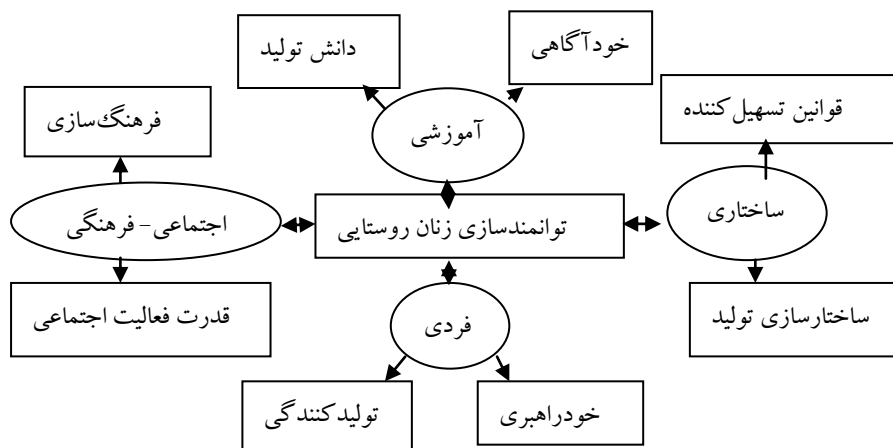 خودآگاهی
دانش تولید
آموزشی
قوانین تسهیل‌کننده
فرهنگ‌سازی
ساختاری
توانمندسازی زنان روستایی
اجتماعی- فرهنگی
ساختارسازی تولید
فردی
قدرت فعالیت اجتماعی
خودراهبری
تولیدکنندگی